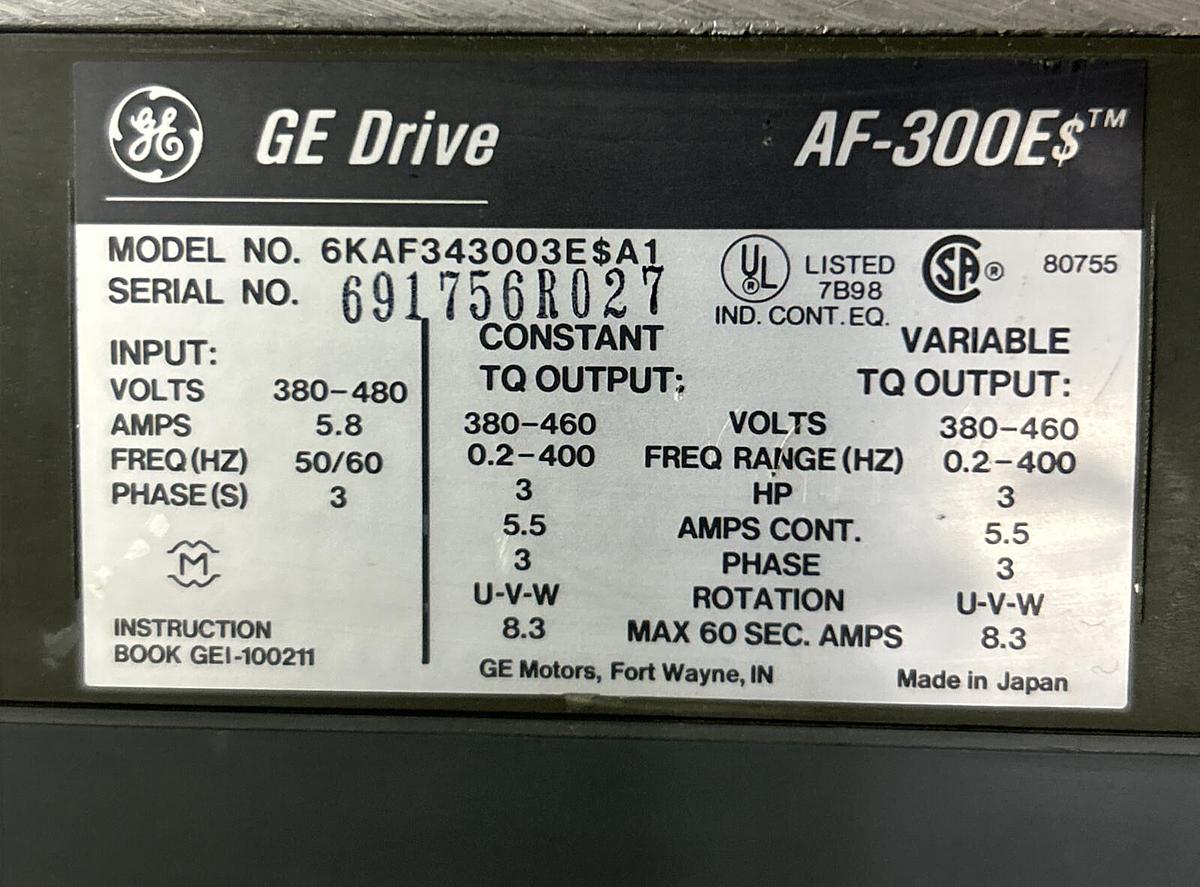 GE GE Drive AF-300E$™
MODEL NO. 6KAF343003E$A1
SERIAL NO. 691756R027
UL ® LISTED
7B98
IND. CONT. EQ.
SA ® 80755
INPUT:
VOLTS 380-480
AMPS 5.8
FREQ (HZ) 50/60
PHASE (S) 3
M
INSTRUCTION
BOOK GEI-100211
CONSTANT VARIABLE
TQ OUTPUT: TQ OUTPUT:
380-460 VOLTS 380-460
0.2-400 FREQ RANGE (HZ) 0.2-400
3 HP 3
5.5 AMPS CONT. 5.5
3 PHASE 3
U-V-W ROTATION U-V-W
8.3 MAX 60 SEC. AMPS 8.3
GE Motors, Fort Wayne, IN Made in Japan